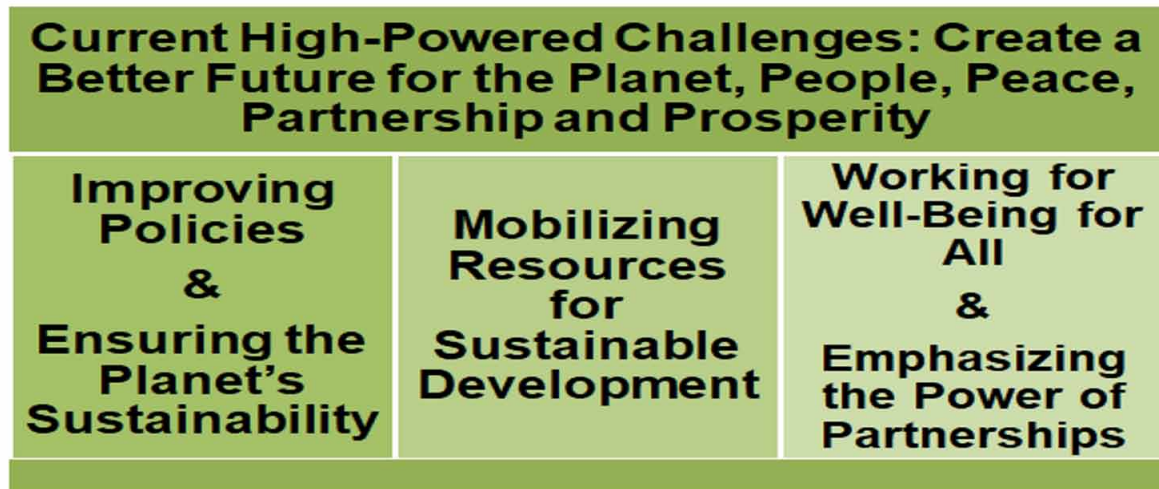 Current High-Powered Challenges: Create a
Better Future for the Planet, People, Peace,
Partnership and Prosperity
Improving
Policies
&
Ensuring the
Planet’s
Sustainability
Mobilizing
Resources
for
Sustainable
Development
Working for
Well-Being for
All
&
Emphasizing
the Power of
Partnerships